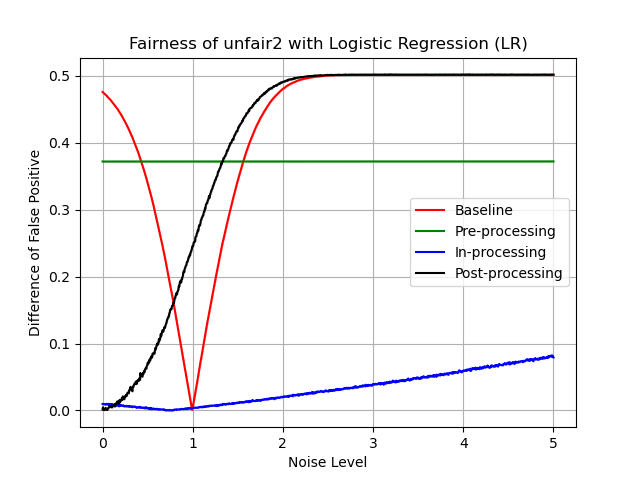 Fairness of unfair2 with Logistic Regression (LR)
0.5
0.4
0.3
0.2
0.1
0.0
Difference of False Positive
Baseline
Pre-processing
In-processing
Post-processing
0 1 2 3 4 5
Noise Level